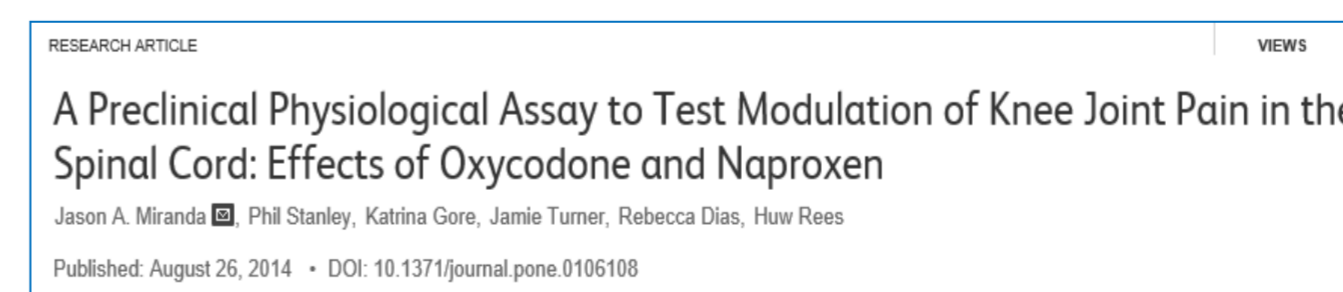 RESEARCH ARTICLE
VIEWS
A Preclinical Physiological Assay to Test Modulation of Knee Joint Pain in the
Spinal Cord: Effects of Oxycodone and Naproxen
Jason A. Miranda, Phil Stanley, Katrina Gore, Jamie Turner, Rebecca Dias, Huw Rees
Published: August 26, 2014 • DOI: 10.1371/journal.pone.0106108